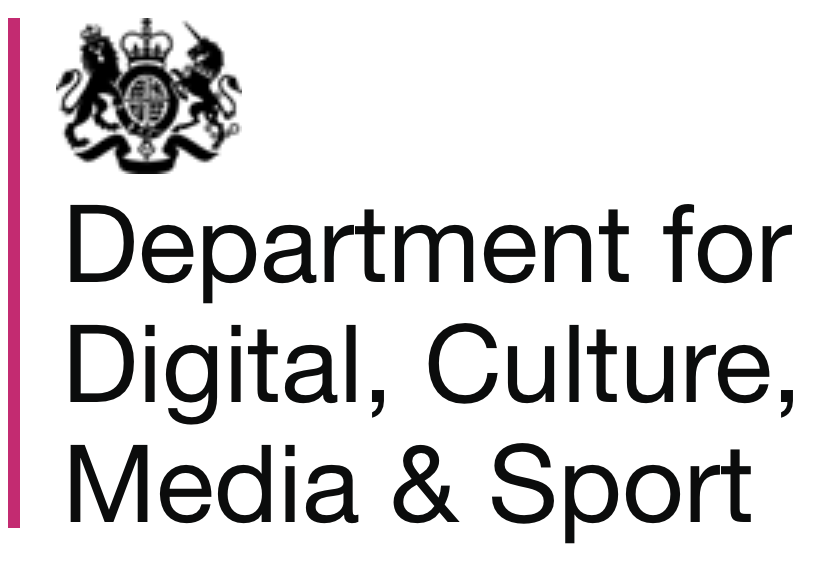 Department for
Digital, Culture,
Media & Sport